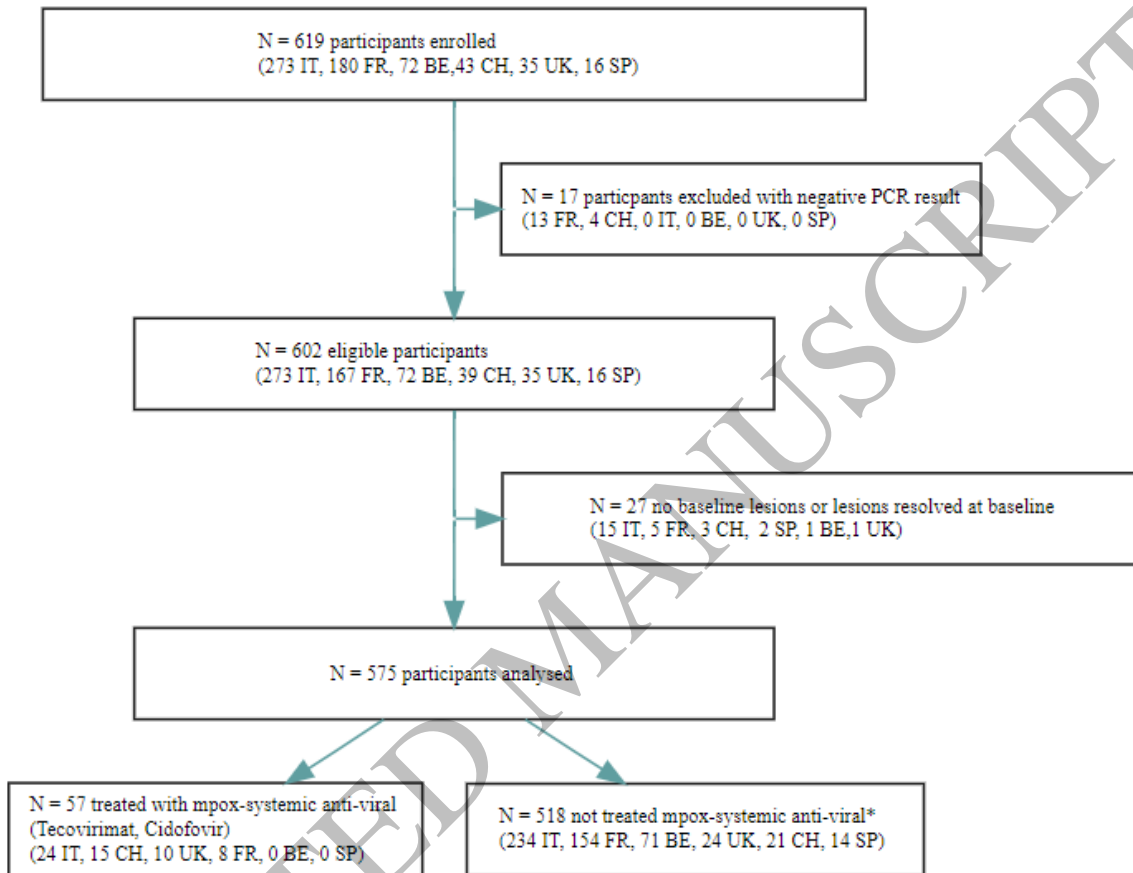 N = 619 participants enrolled
(273 IT, 180 FR, 72 BE,43 CH, 35 UK, 16 SP)
N = 17 particpants excluded with negative PCR result
(13 FR, 4 CH, 0 IT, 0 BE, 0 UK, 0 SP)
N = 602 eligible participants
(273 IT, 167 FR, 72 BE, 39 CH, 35 UK, 16 SP)
N = 27 no baseline lesions or lesions resolved at baseline
(15 IT, 5 FR, 3 CH, 2 SP, 1 BE,1 UK)
N = 575 participants analysed
N = 57 treated with mpox-systemic anti-viral
(Tecovirimat, Cidofovir)
(24 IT, 15 CH, 10 UK, 8 FR, 0 BE, 0 SP)
N = 518 not treated mpox-systemic anti-viral*
(234 IT, 154 FR, 71 BE, 24 UK, 21 CH, 14 SP)
TED MANUSCRIPT